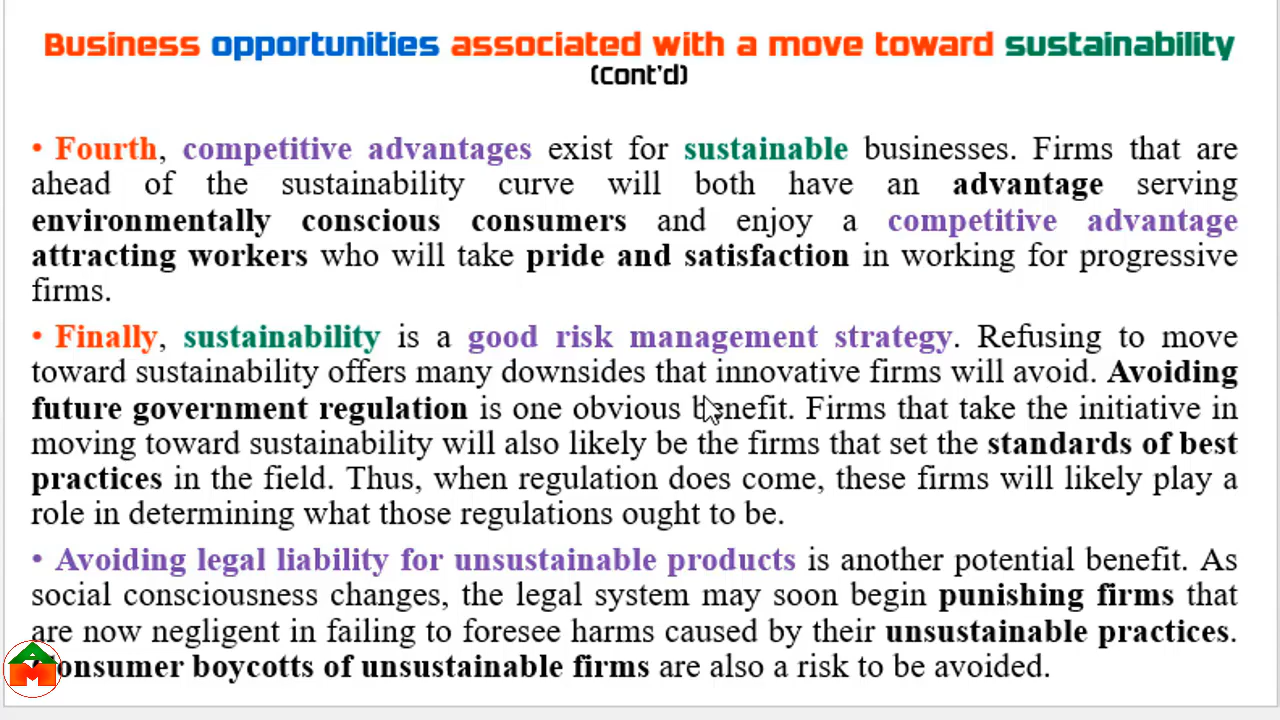 Business opportunities associated with a move toward sustainability
(cont'd)
• Fourth, competitive advantages exist for sustainable businesses. Firms that are
ahead of the sustainability curve will both have an advantage serving
environmentally conscious consumers and enjoy a competitive advantage
attracting workers who will take pride and satisfaction in working for progressive
firms.
• Finally, sustainability is a good risk management strategy. Refusing to move
toward sustainability offers many downsides that innovative firms will avoid. Avoiding
future government regulation is one obvious benefit. Firms that take the initiative in
moving toward sustainability will also likely be the firms that set the standards of best
practices in the field. Thus, when regulation does come, these firms will likely play a
role in determining what those regulations ought to be.
• Avoiding legal liability for unsustainable products is another potential benefit. As
social consciousness changes, the legal system may soon begin punishing firms that
are now negligent in failing to foresee harms caused by their unsustainable practices.
Consumer boycotts of unsustainable firms are also a risk to be avoided.